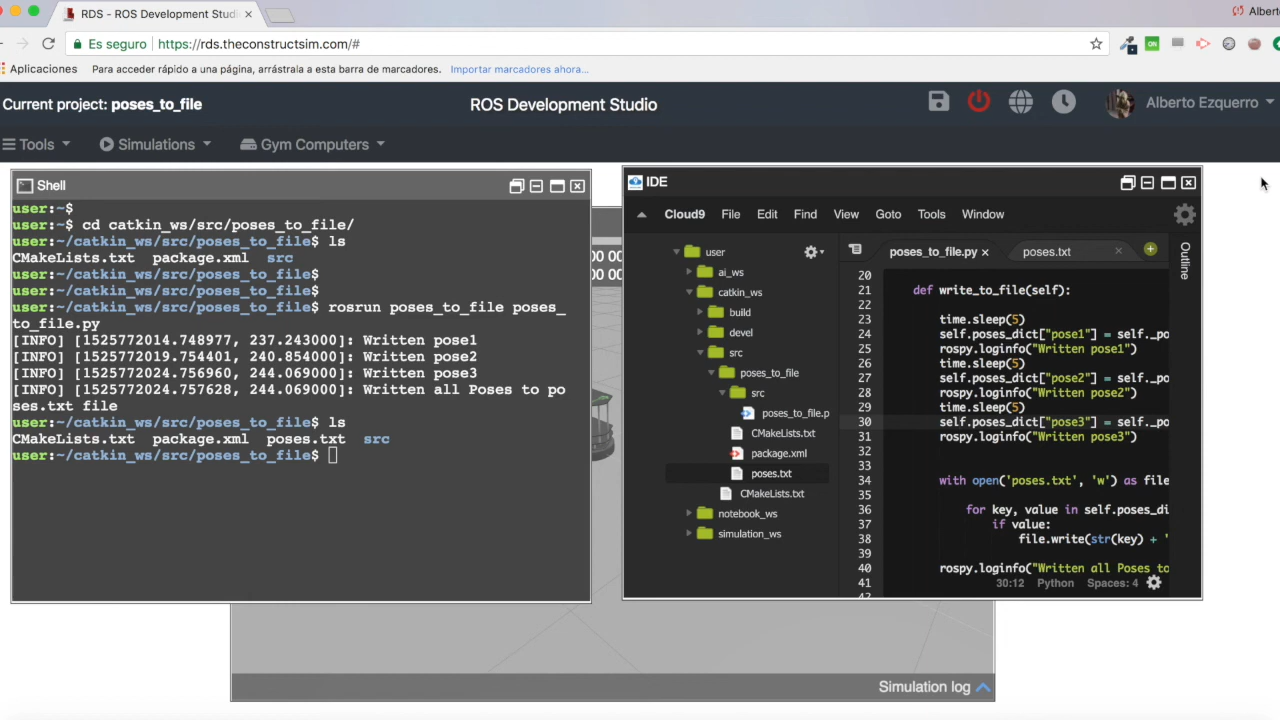 RDS - ROS Development Studi
Alberto
Es seguro https://rds.theconstructsim.com/#
ON
Aplicaciones Para acceder rápido a una página, arrástrala a esta barra de marcadores. Importar marcadores ahora...
Current project: poses_to_file
ROS Development Studio
Alberto Ezquerro
Tools Simulations Gym Computers
Shell
user:~$
user:~$ cd catkin_ws/src/poses_to_file/
user:~/catkin_ws/src/poses_to_file$ ls
CMakeLists.txt package.xml src
user:~/catkin_ws/src/poses_to_file$
user:~/catkin_ws/src/poses_to_file$
user:~/catkin_ws/src/poses_to_file$ rosrun poses_to_file poses_
to_file.py
[INFO] [1525772014.748977, 237.243000]: Written pose1
[INFO] [1525772019.754401, 240.854000]: Written pose2
[INFO] [1525772024.756960, 244.069000]: Written pose3
[INFO] [1525772024.757628, 244.069000]: Written all Poses to po
ses.txt file
user:~/catkin_ws/src/poses_to_file$ ls
CMakeLists.txt package.xml poses.txt src
user:~/catkin_ws/src/poses_to_file$
00 00
00 00
IDE
Cloud9 File Edit Find View Goto Tools Window
user
ai_ws
catkin_ws
build
devel
src
poses_to_file
src
poses_to_file.p
CMakeLists.txt
package.xml
poses.txt
CMakeLists.txt
notebook_ws
simulation_ws
poses_to_file.py poses.txt
Outline
20
21 def write_to_file(self):
22
23 time.sleep(5)
24 self.poses_dict["pose1"] = self._po
25 rospy.loginfo("Written pose1")
26 time.sleep(5)
27 self.poses_dict["pose2"] = self._po
28 rospy.loginfo("Written pose2")
29 time.sleep(5)
30 self.poses_dict["pose3"] = self._po
31 rospy.loginfo("Written pose3")
32
33
34 with open('poses.txt', 'w') as file
35
36 for key, value in self.poses_di
37 if value:
38 file.write(str(key) + '
39
40 rospy.loginfo("Written all Poses to
41
42
30:12 Python Spaces: 4
Simulation log